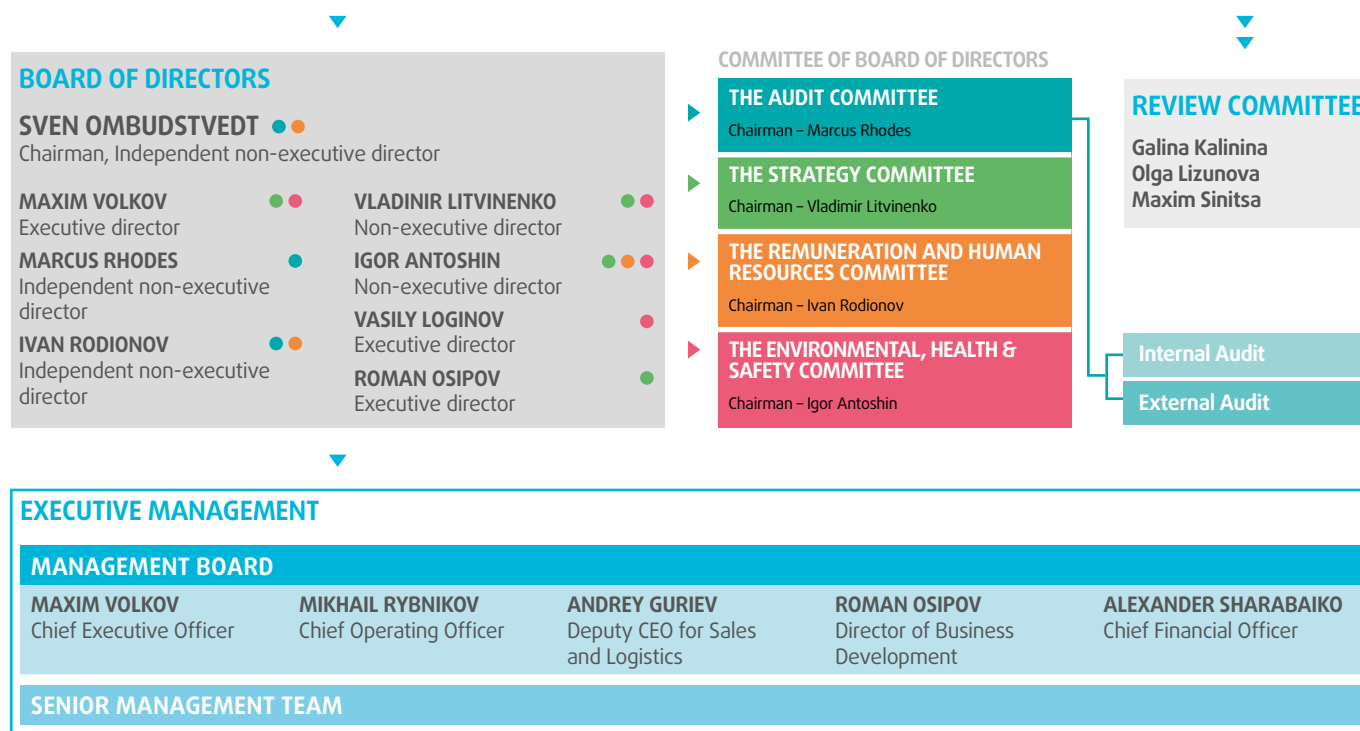 BOARD OF DIRECTORS
SVEN OMBUDSTVEDT
Chairman, Independent non-executive director
MAXIM VOLKOV
Executive director
MARCUS RHODES
Independent non-executive
director
IVAN RODIONOV
Independent non-executive
director
VLADINIR LITVINENKO
Non-executive director
IGOR ANTOSHIN
Non-executive director
VASILY LOGINOV
Executive director
ROMAN OSIPOV
Executive director
COMMITTEE OF BOARD OF DIRECTORS
THE AUDIT COMMITTEE
Chairman – Marcus Rhodes
THE STRATEGY COMMITTEE
Chairman – Vladimir Litvinenko
THE REMUNERATION AND HUMAN
RESOURCES COMMITTEE
Chairman – Ivan Rodionov
THE ENVIRONMENTAL, HEALTH &
SAFETY COMMITTEE
Chairman – Igor Antoshin
REVIEW COMMITTEE
Galina Kalinina
Olga Lizunova
Maxim Sinitsa
Internal Audit
External Audit
EXECUTIVE MANAGEMENT
MANAGEMENT BOARD
MAXIM VOLKOV
Chief Executive Officer
MIKHAIL RYBNIKOV
Chief Operating Officer
ANDREY GURIEV
Deputy CEO for Sales
and Logistics
ROMAN OSIPOV
Director of Business
Development
ALEXANDER SHARABAIKO
Chief Financial Officer
SENIOR MANAGEMENT TEAM